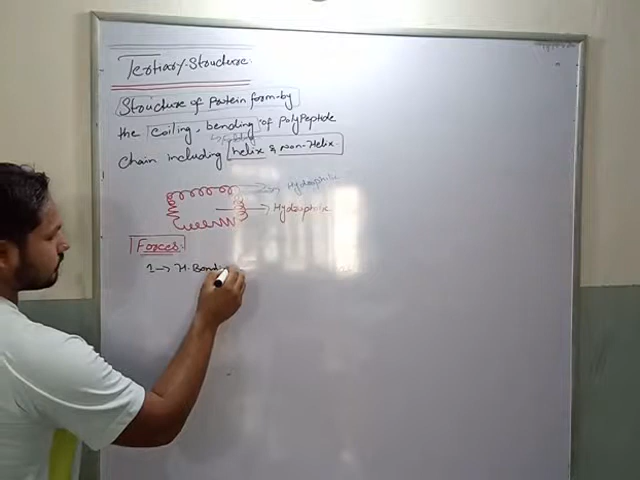 Tertiary-Structure.
Structure of protein form-by
the coiling, bending of polypeptide
chain including helix & non-Helix.
Hydrophilic
Hydrophobic
Forces:
1 → H-Bond